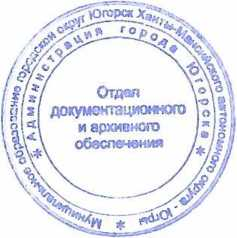 Муниципальное образование городской округ Югорск Ханты-Мансийского автономного округа - Югры *
Администрация города Югорска *
Отдел
документационного
и архивного
обеспечения